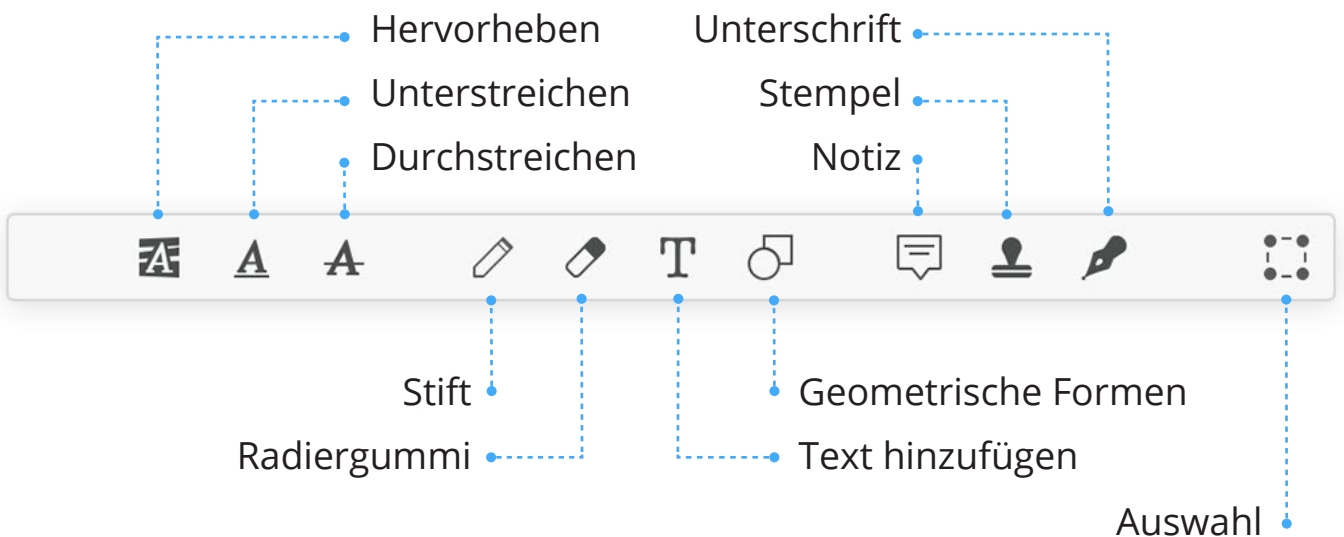 Hervorheben
Unterschrift
Unterstreichen
Stempel
Durchstreichen
Notiz
A A A T
Stift
Geometrische Formen
Radiergummi
Text hinzufügen
Auswahl